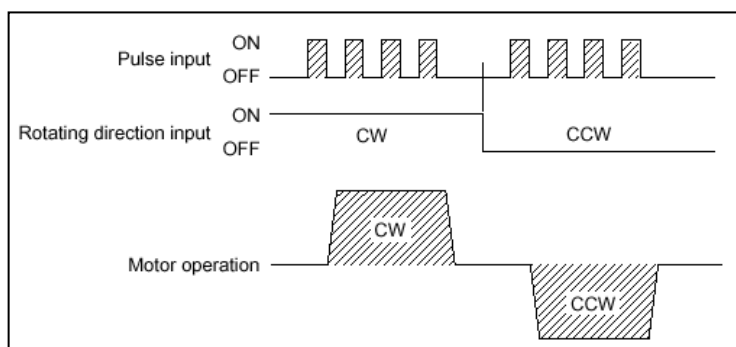 ON
Pulse input
OFF
ON
Rotating direction input
CW
CCW
OFF
CW
Motor operation
CCW